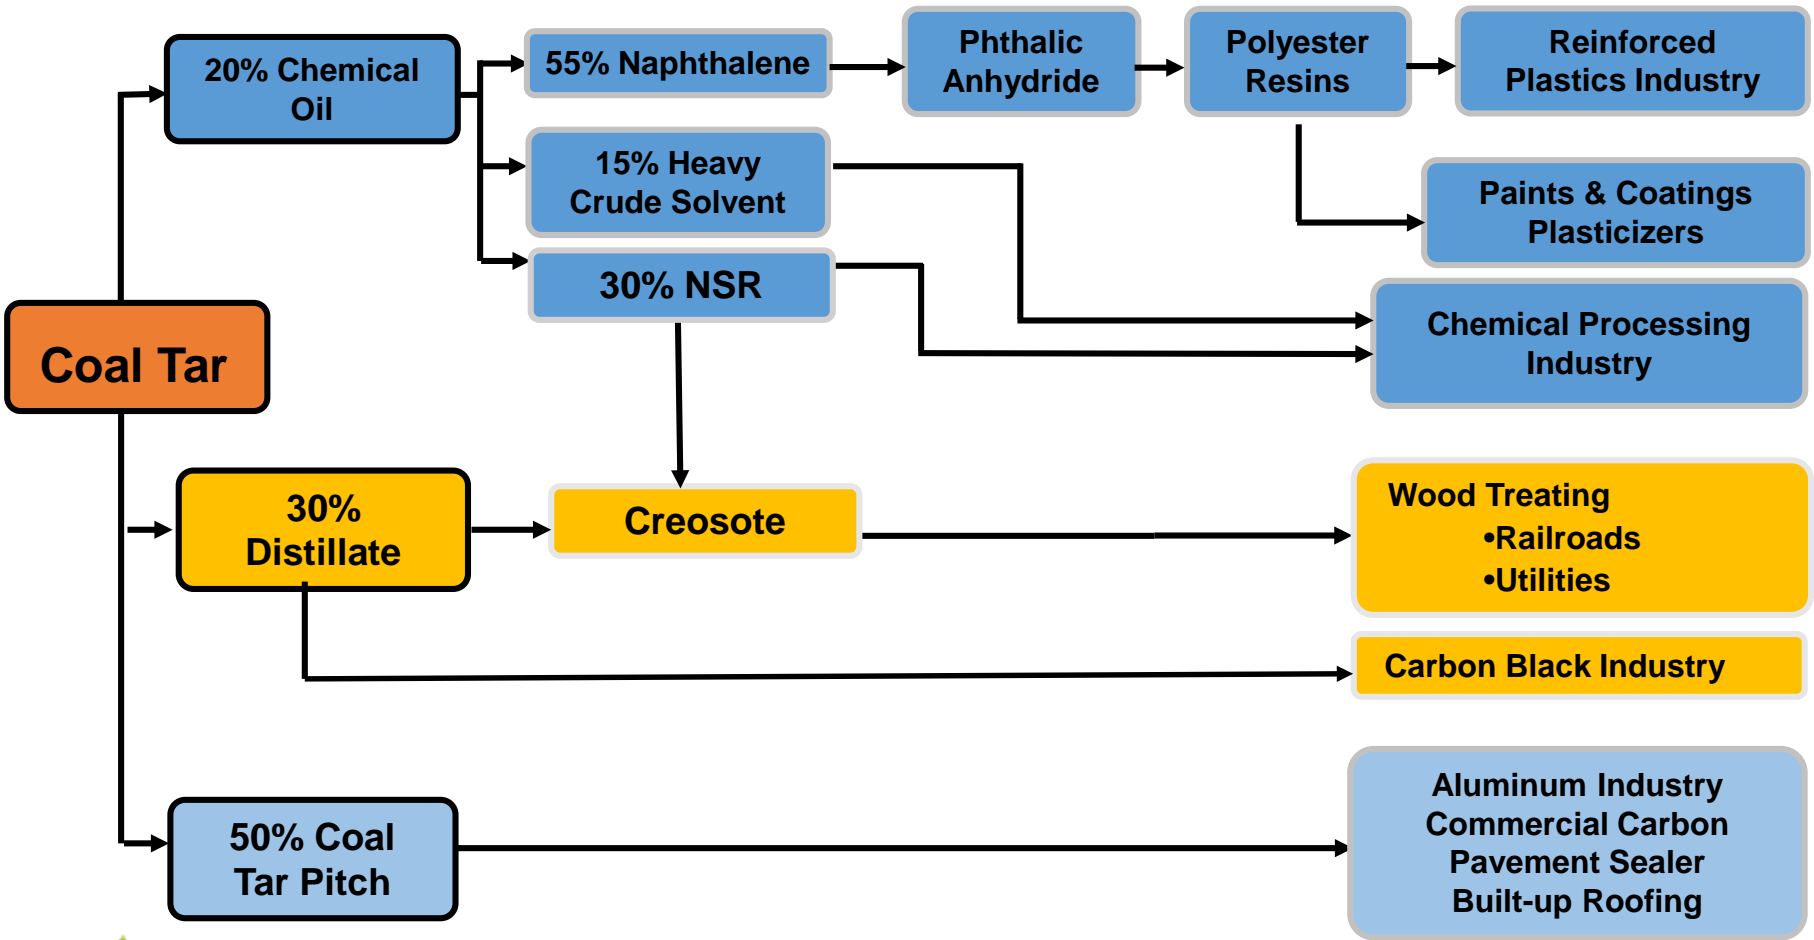 20% Chemical
Oil
55% Naphthalene
Phthalic
Anhydride
Polyester
Resins
Reinforced
Plastics Industry
15% Heavy
Crude Solvent
Paints & Coatings
Plasticizers
30% NSR
Chemical Processing
Industry
Coal Tar
30%
Distillate
Creosote
Wood Treating
•Railroads
•Utilities
Carbon Black Industry
50% Coal
Tar Pitch
Aluminum Industry
Commercial Carbon
Pavement Sealer
Built-up Roofing